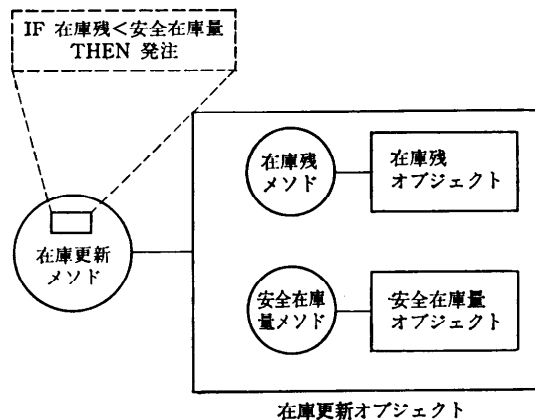 IF 在庫残<安全在庫量
THEN 発注
在庫更新
メソド
在庫残
メソド
在庫残
オブジェクト
安全在庫
量メソド
安全在庫量
オブジェクト
在庫更新オブジェクト